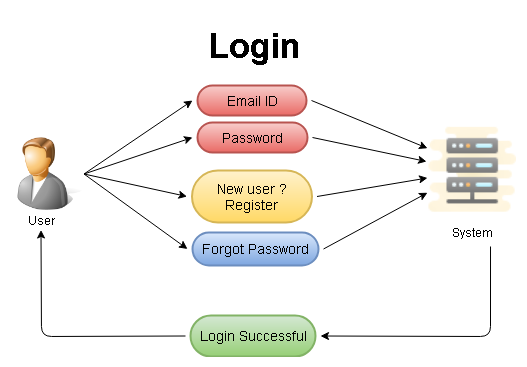 Login
Email ID
Password
New user ?
Register
Forgot Password
User
System
Login Successful